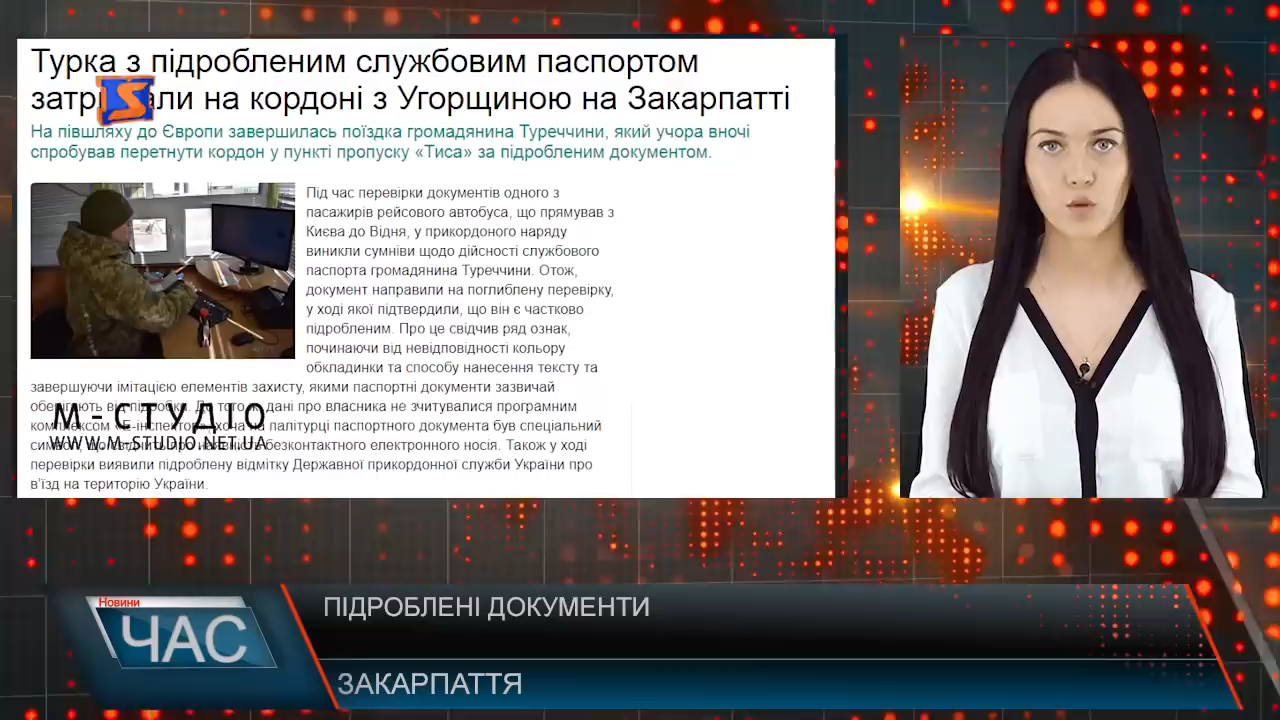 Турка з підробленим службовим паспортом
затр али на кордоні з Угорщиною на Закарпатті
На півшляху до Європи завершилась поїздка громадянина Туреччини, який учора вночі
спробував перетнути кордон у пункті пропуску «Тиса» за підробленим документом.
Під час перевірки документів одного з
пасажирів рейсового автобуса, що прямував з
Києва до Відня, у прикордоного наряду
виникли сумніви щодо дійсності службового
паспорта громадянина Туреччини. Отож,
документ направили на поглиблену перевірку,
у ході якої підтвердили, що він є частково
підробленим. Про це свідчив ряд ознак,
починаючи від невідповідності кольору
обкладинки та способу нанесення тексту та
завершуючи імітацією елементів захисту, якими паспортні документи зазвичай
дані про власника не зчитувалися програмним
хоча на палітурці паспортного документа був спеціальний
безконтактного електронного носія. Також у ході
перевірки виявили підроблену відмітку Державної прикордонної служби України про
в'їзд на територію України.
М-СТУДІО
WWW.M-STUDIO.NET.UA
Новини
ЧАС
ПІДРОБЛЕНІ ДОКУМЕНТИ
ЗАКАРПАТТЯ